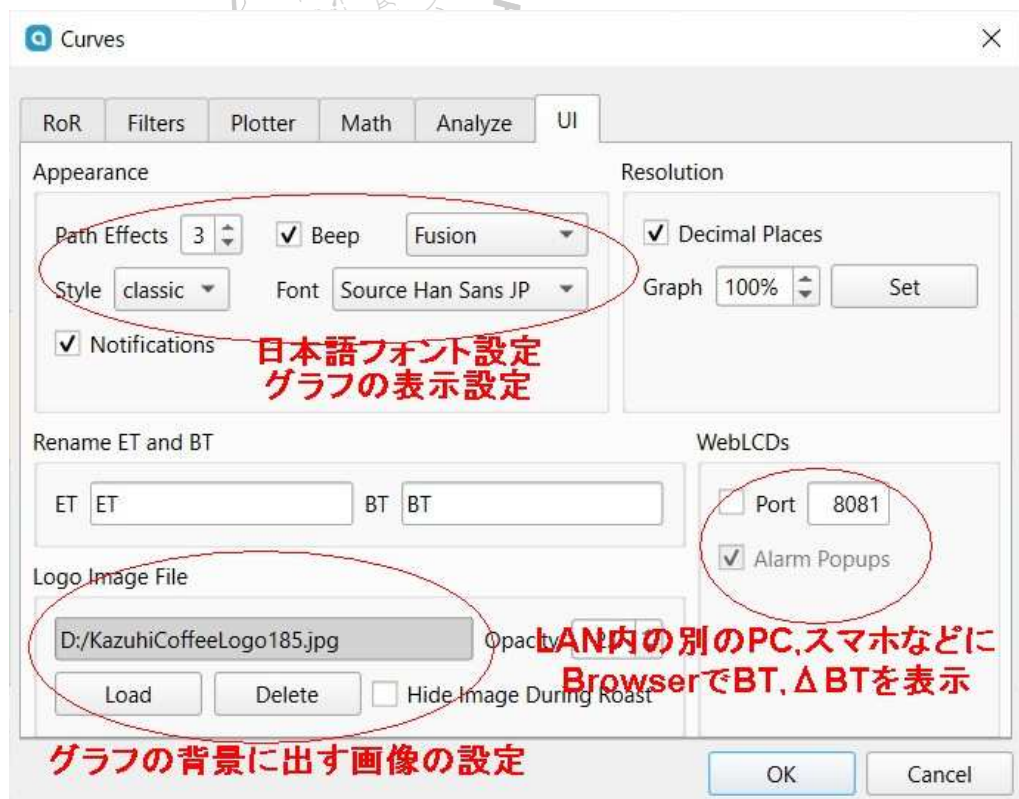 Curves
RoR Filters Plotter Math Analyze UI
Appearance
Path Effects 3 Beep Fusion
Style classic Font Source Han Sans JP
Notifications
日本語フォント設定
グラフの表示設定
Resolution
Decimal Places
Graph 100% Set
Rename ET and BT
ET ET BT BT
WebLCDs
Port 8081
Alarm Popups
LAN内の別のPC,スマホなどに
BrowserでBT,ΔBTを表示
Logo Image File
D:/KazuhiCoffeeLogo185.jpg Opacity
Load Delete Hide Image During Roast
グラフの背景に出す画像の設定
OK Cancel